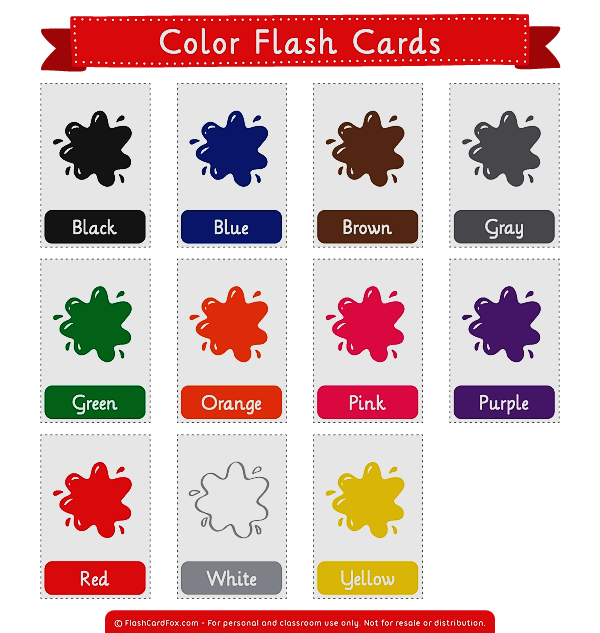 Color Flash Cards
Black
Blue
Brown
Gray
Green
Orange
Pink
Purple
Red
White
Yellow
© FlashCardFox.com - For personal and classroom use only. Not for resale or distribution.